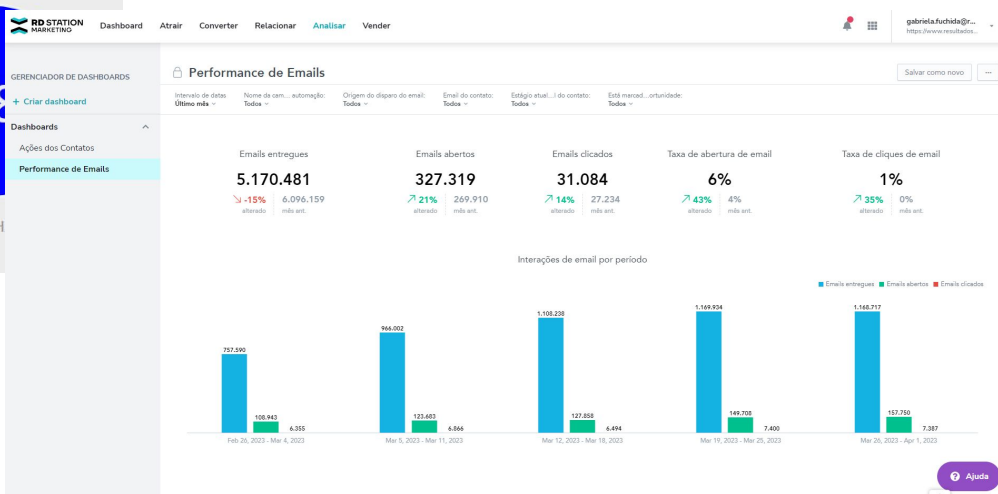 RD STATION
MARKETING
Dashboard Atrair Converter Relacionar Analisar Vender
gabriela.fuchida@r...
https://www.resultados...
GERENCIADOR DE DASHBOARDS
+ Criar dashboard
Dashboards
Ações dos Contatos
Performance de Emails
Performance de Emails
Salvar como novo ...
Intervalo de datas: Nome da cam... automação: Origem do disparo do email: Email do contato: Estágio atual...l do contato: Está marcad...ortunidade:
Último mês Todos Todos Todos Todos Todos
Emails entregues Emails abertos Emails clicados Taxa de abertura de email Taxa de cliques de email
5.170.481 327.319 31.084 6% 1%
-15% 6.096.159 21% 269.910 14% 27.234 43% 4% 35% 0%
alterado mês ant. alterado mês ant. alterado mês ant. alterado mês ant. alterado mês ant.
Interações de email por período
Emails entregues Emails abertos Emails clicados
757.590 966.002 1.108.238 1.169.934 1.168.717
108.943 6.355 123.683 6.866 127.858 6.494 149.708 7.400 157.750 7.387
Feb 26, 2023 - Mar 4, 2023 Mar 5, 2023 - Mar 11, 2023 Mar 12, 2023 - Mar 18, 2023 Mar 19, 2023 - Mar 25, 2023 Mar 26, 2023 - Apr 1, 2023
? Ajuda